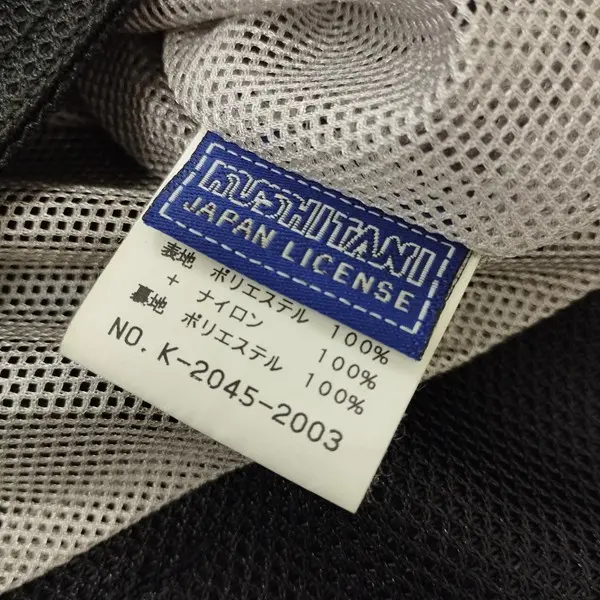 KUSHITANI
JAPAN LICENSE
表地 ポリエステル 100%
+ ナイロン 100%
裏地 ポリエステル 100%
NO. K-2045-2003